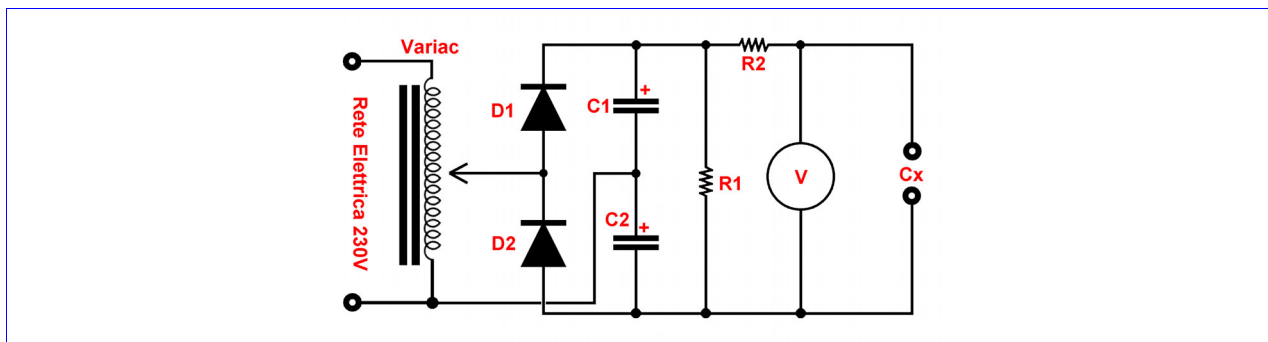 Variac
Rete Elettrica 230V
D1
D2
C1
+
C2
+
R1
R2
V
Cx